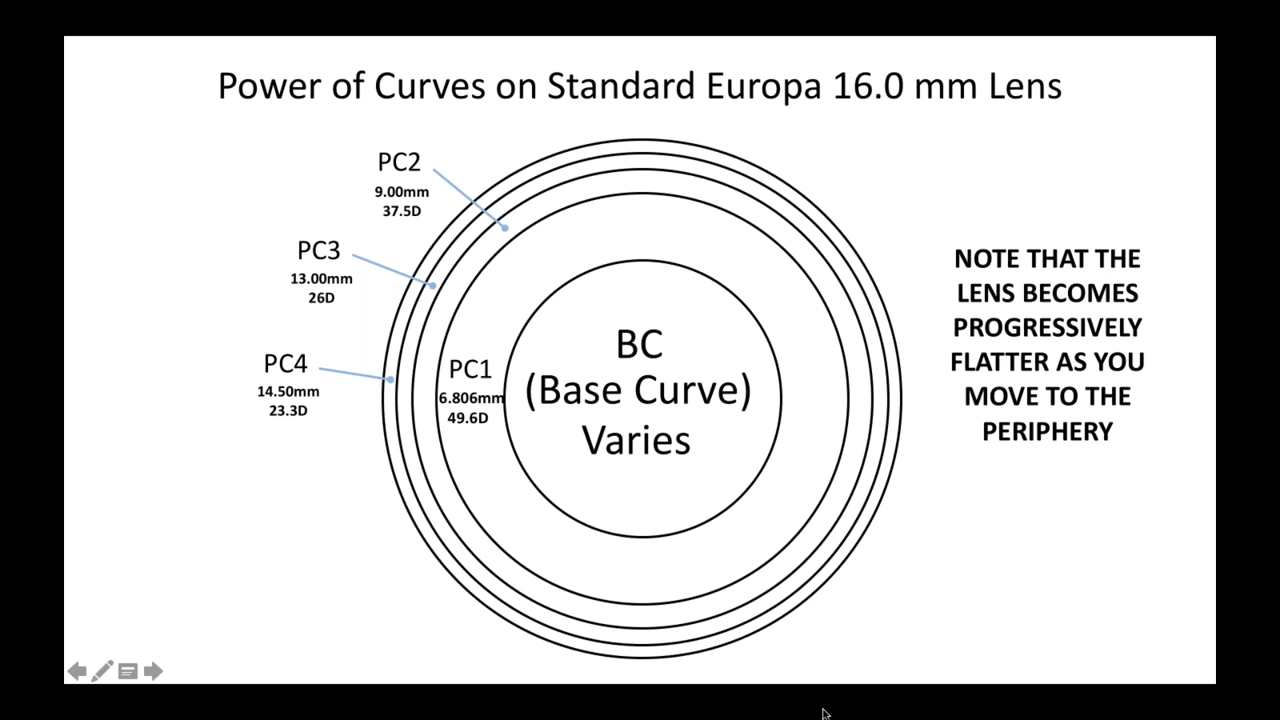 Power of Curves on Standard Europa 16.0 mm Lens
PC2
9.00mm
37.5D
PC3
13.00mm
26D
PC4
14.50mm
23.3D
PC1
6.806mm
49.6D
BC
(Base Curve)
Varies
NOTE THAT THE
LENS BECOMES
PROGRESSIVELY
FLATTER AS YOU
MOVE TO THE
PERIPHERY